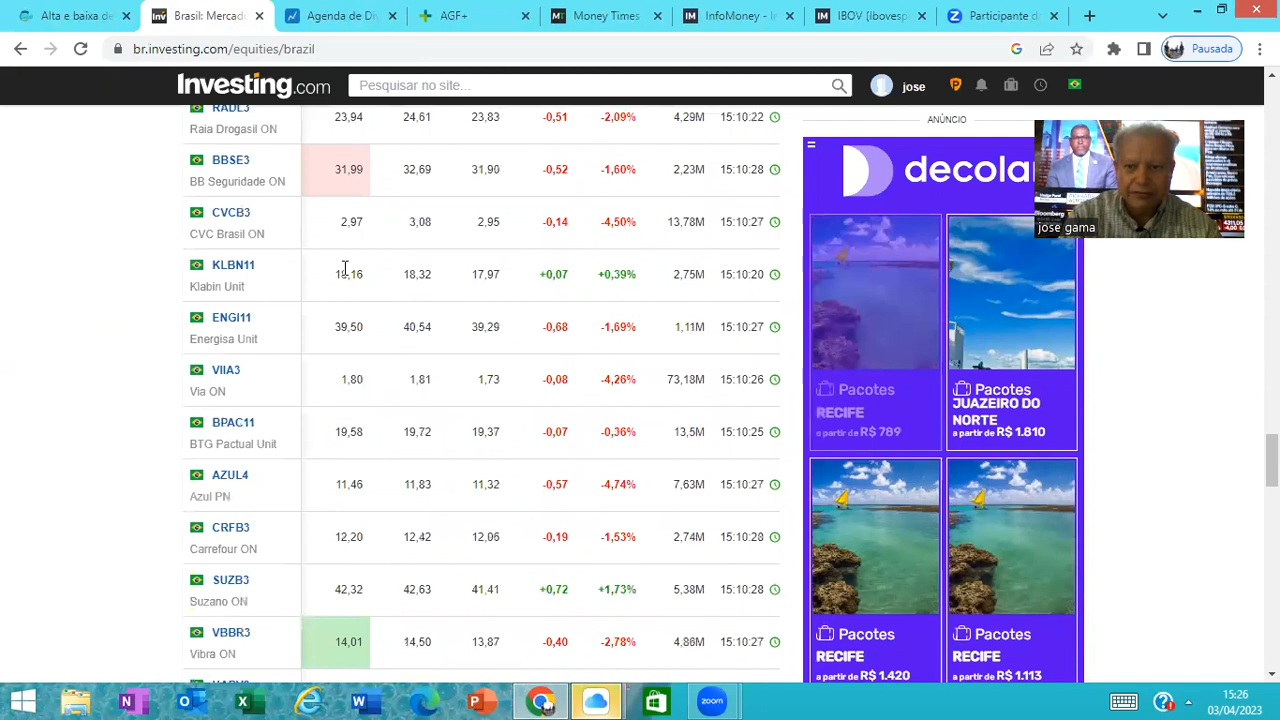 Alta e baixa de
Brasil: Mercado
Agenda de Di
AGF+
Money Times
InfoMoney - In
IBOV (Ibovesp
Participante de
br.investing.com/equities/brazil
Pausada
Investing.com
Pesquisar no site...
jose
RADL3 23,94 24,61 23,83 -0,51 -2,09% 4,29M 15:10:22
Raia Drogasil ON
BBSE3
BB Seguridade ON 32,69 31,90 -0,52 -1,60% 2,23M 15:10:28
CVCB3
CVC Brasil ON 2,97 3,08 2,95 -0,14 -4,50% 13,78M 15:10:27
KLBN11
Klabin Unit 18,16 18,32 17,97 +0,07 +0,39% 2,75M 15:10:20
ENGI11
Energisa Unit 39,50 40,54 39,29 -0,68 -1,69% 1,11M 15:10:27
VIIA3
Via ON 1,80 1,81 1,73 -0,08 -4,26% 73,18M 15:10:26
BPAC11
BTG Pactual Unit 19,58 19,72 19,37 -0,07 -0,36% 13,5M 15:10:25
AZUL4
Azul PN 11,46 11,83 11,32 -0,57 -4,74% 7,63M 15:10:27
CRFB3
Carrefour ON 12,20 12,42 12,06 -0,19 -1,53% 2,74M 15:10:28
SUZB3
Suzano ON 42,32 42,63 41,41 +0,72 +1,73% 5,38M 15:10:28
VBBR3
Vibra ON 14,01 14,50 13,87 -0,40 -2,78% 4,86M 15:10:27
ANÚNCIO
decola
Pacotes
RECIFE
a partir de R$ 789
Pacotes
JUAZEIRO DO
NORTE
a partir de R$ 1.810
Pacotes
RECIFE
a partir de R$ 1.420
Pacotes
RECIFE
a partir de R$ 1.113
Bloomberg
jose gama
4311,05
zoom
15:26
03/04/2023